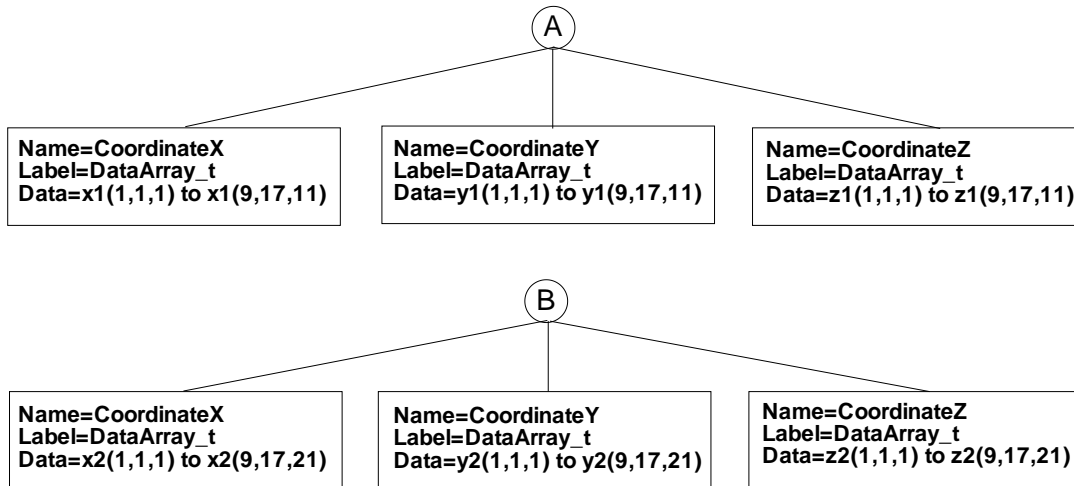 A
Name=CoordinateX
Label=DataArray_t
Data=x1(1,1,1) to x1(9,17,11)
Name=CoordinateY
Label=DataArray_t
Data=y1(1,1,1) to y1(9,17,11)
Name=CoordinateZ
Label=DataArray_t
Data=z1(1,1,1) to z1(9,17,11)
B
Name=CoordinateX
Label=DataArray_t
Data=x2(1,1,1) to x2(9,17,21)
Name=CoordinateY
Label=DataArray_t
Data=y2(1,1,1) to y2(9,17,21)
Name=CoordinateZ
Label=DataArray_t
Data=z2(1,1,1) to z2(9,17,21)